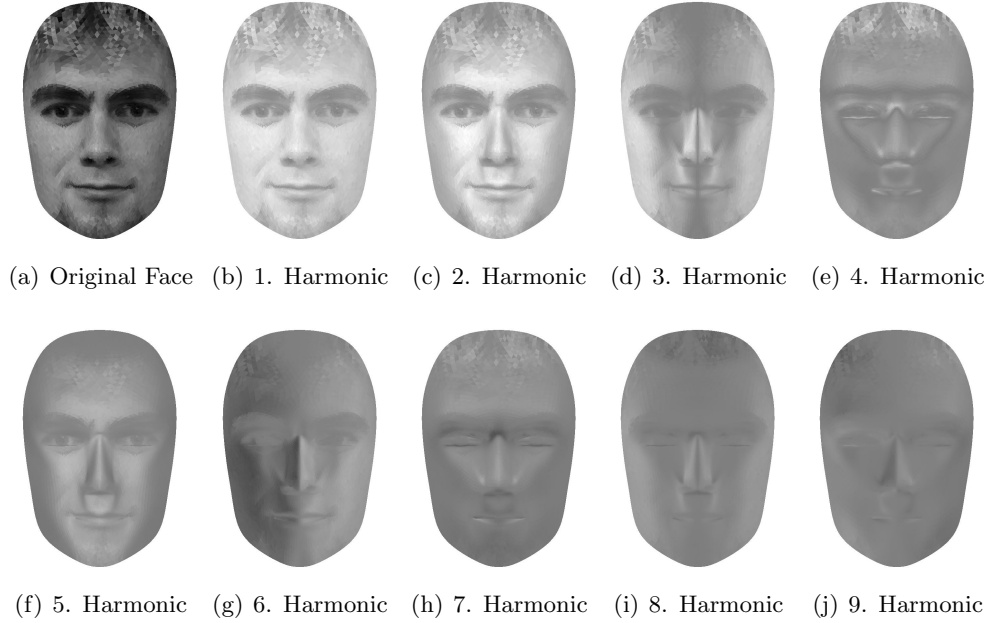 (a) Original Face (b) 1. Harmonic (c) 2. Harmonic (d) 3. Harmonic (e) 4. Harmonic
(f) 5. Harmonic (g) 6. Harmonic (h) 7. Harmonic (i) 8. Harmonic (j) 9. Harmonic